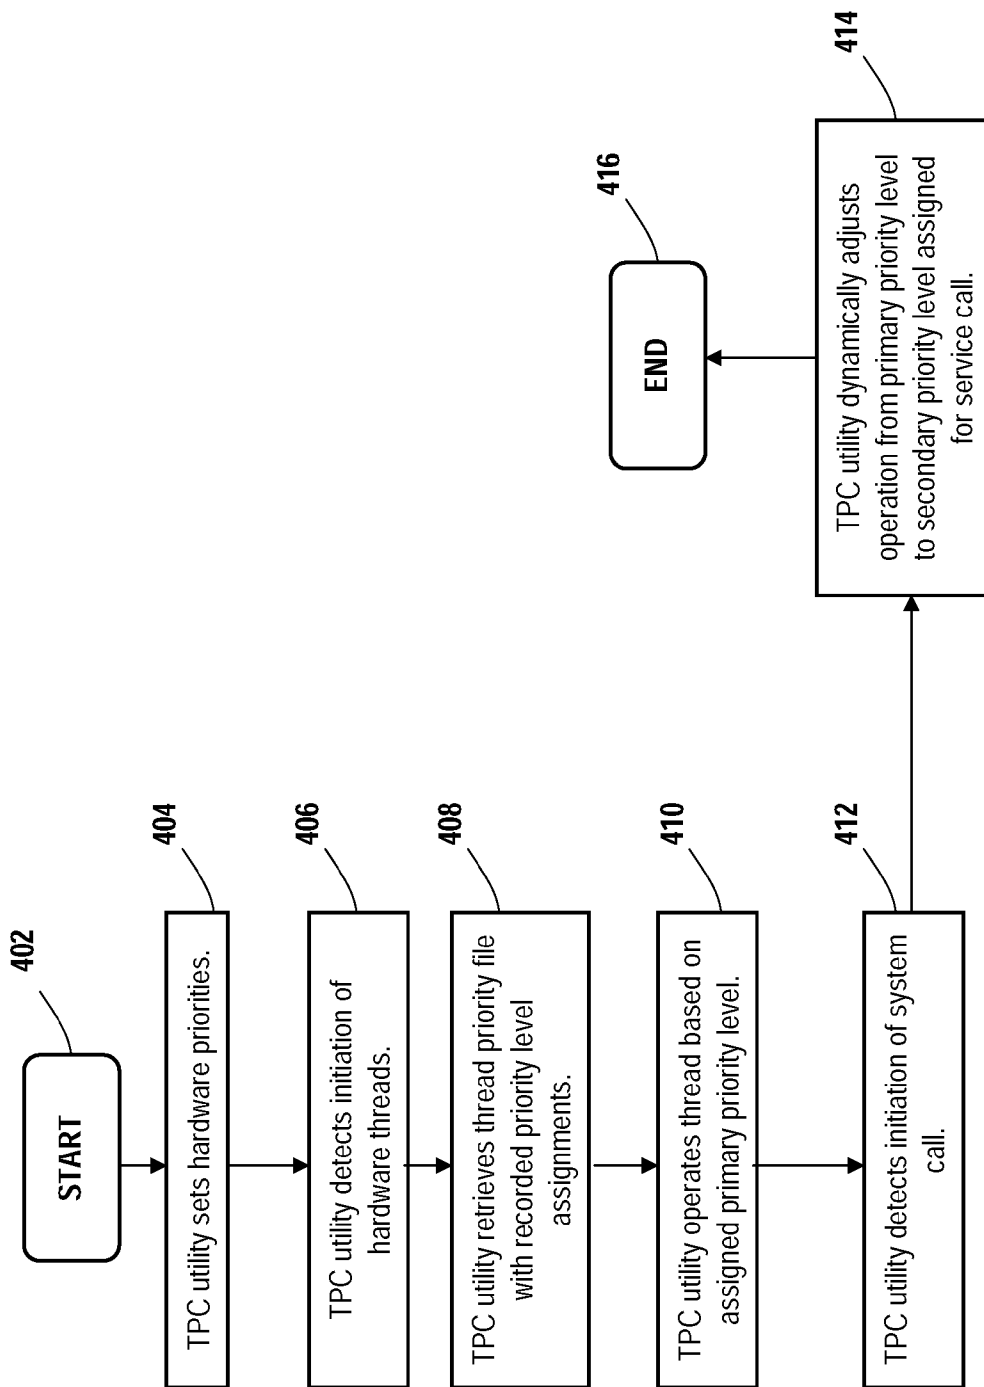 402
START
404
TPC utility sets hardware priorities.
406
TPC utility detects initiation of
hardware threads.
408
TPC utility retrieves thread priority file
with recorded priority level
assignments.
410
TPC utility operates thread based on
assigned primary priority level.
412
TPC utility detects initiation of system
call.
414
TPC utility dynamically adjusts
operation from primary priority level
to secondary priority level assigned
for service call.
416
END